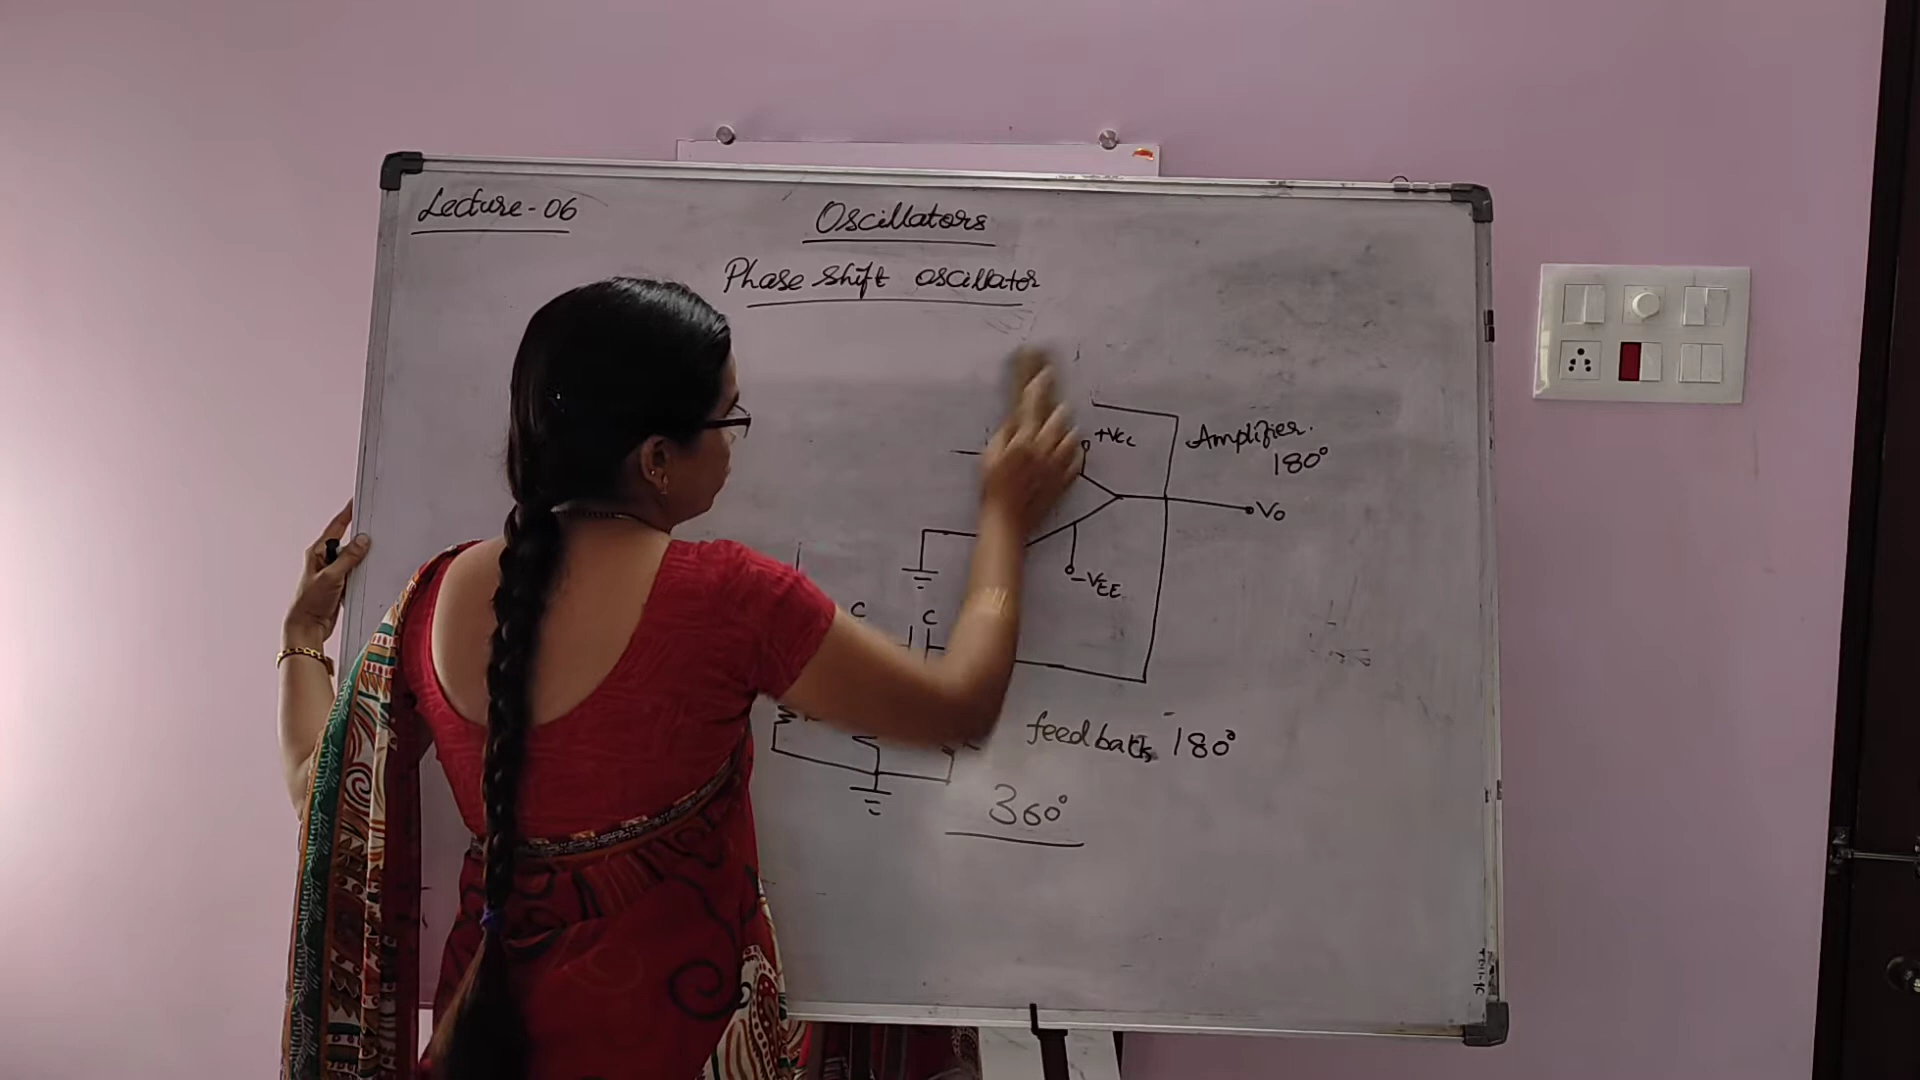 Lecture-06
Oscillators
Phase shift oscillator
+Vcc
Amplifier.
180°
Vo
-VEE
C
C
feedback 180°
360°